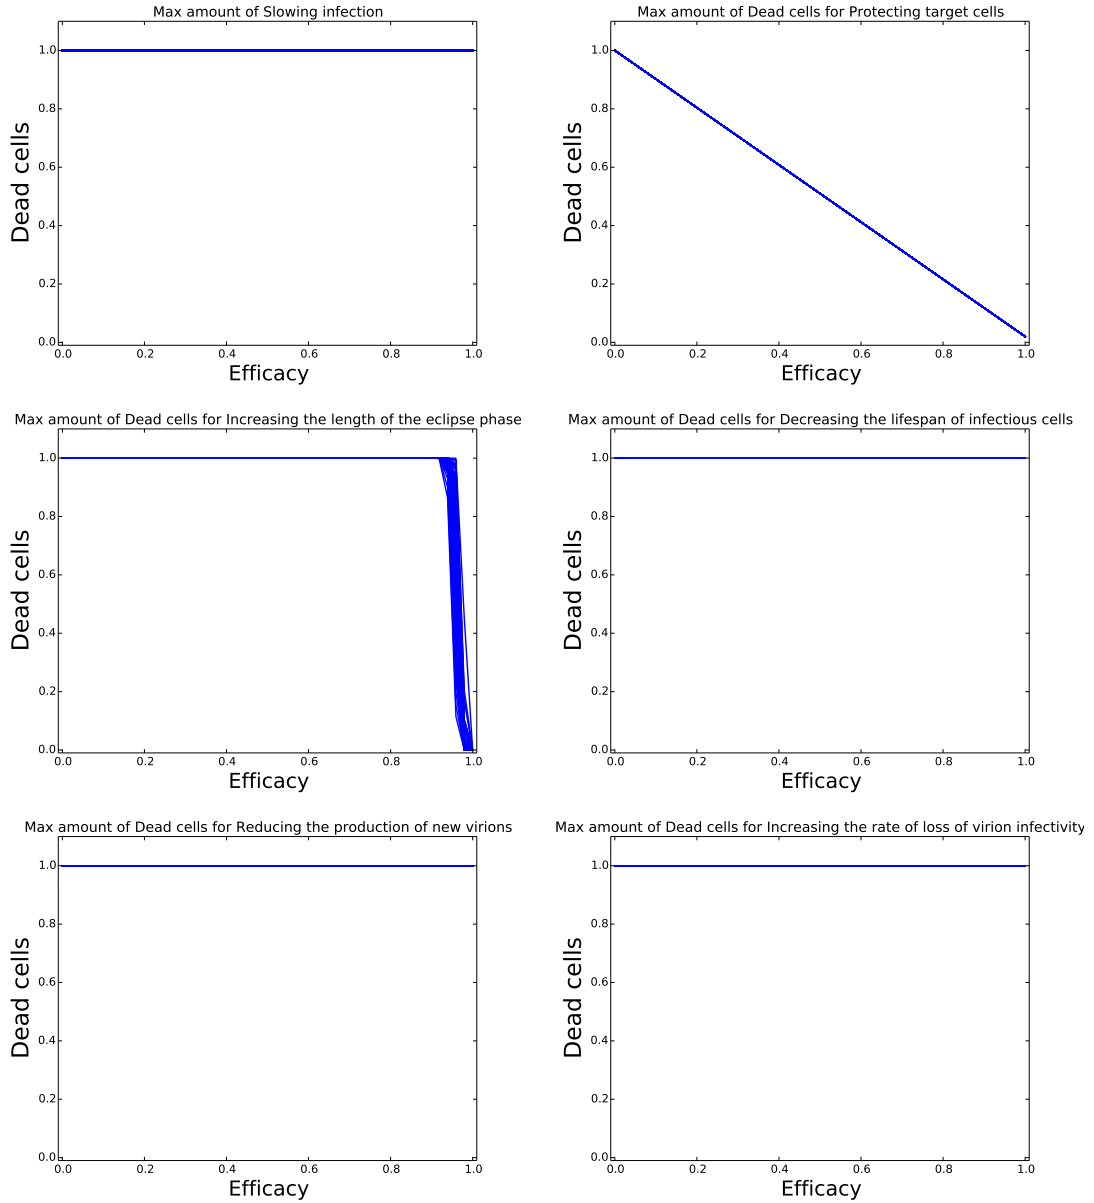 Max amount of Slowing infection
1.0
0.8
0.6
0.4
0.2
0.0
Dead cells
0.0 0.2 0.4 0.6 0.8 1.0
Efficacy
Max amount of Dead cells for Protecting target cells
1.0
0.8
0.6
0.4
0.2
0.0
Dead cells
0.0 0.2 0.4 0.6 0.8 1.0
Efficacy
Max amount of Dead cells for Increasing the length of the eclipse phase
1.0
0.8
0.6
0.4
0.2
0.0
Dead cells
0.0 0.2 0.4 0.6 0.8 1.0
Efficacy
Max amount of Dead cells for Decreasing the lifespan of infectious cells
1.0
0.8
0.6
0.4
0.2
0.0
Dead cells
0.0 0.2 0.4 0.6 0.8 1.0
Efficacy
Max amount of Dead cells for Reducing the production of new virions
1.0
0.8
0.6
0.4
0.2
0.0
Dead cells
0.0 0.2 0.4 0.6 0.8 1.0
Efficacy
Max amount of Dead cells for Increasing the rate of loss of virion infectivity
1.0
0.8
0.6
0.4
0.2
0.0
Dead cells
0.0 0.2 0.4 0.6 0.8 1.0
Efficacy